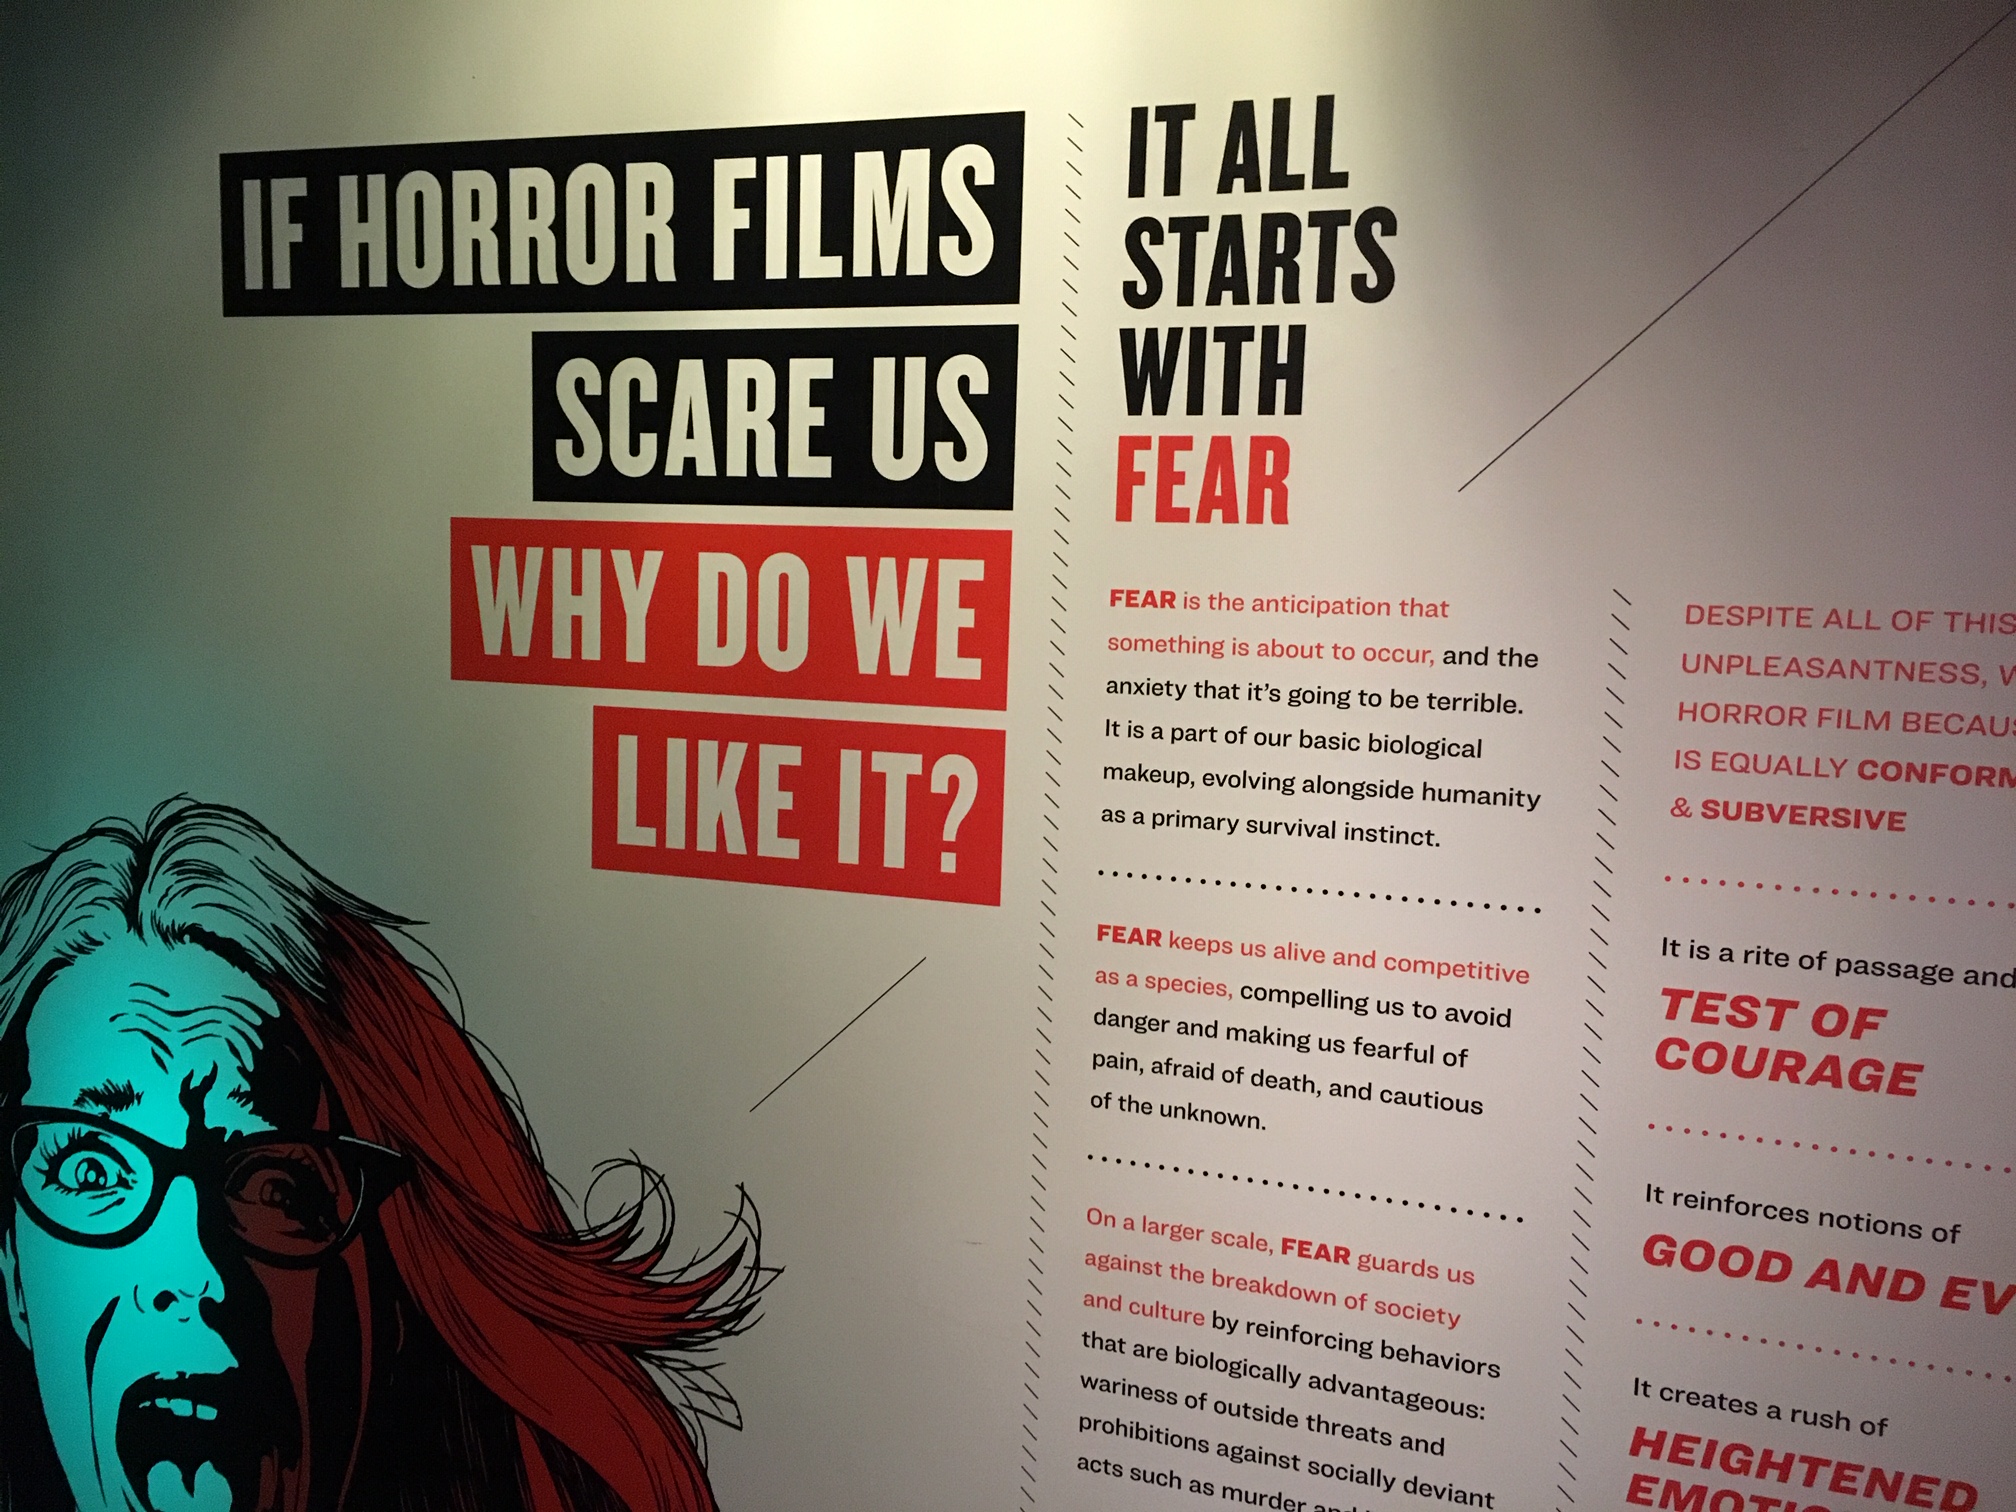 IF HORROR FILMS
SCARE US
WHY DO WE
LIKE IT?
IT ALL
STARTS
WITH
FEAR
FEAR is the anticipation that
something is about to occur, and the
anxiety that it's going to be terrible.
It is a part of our basic biological
makeup, evolving alongside humanity
as a primary survival instinct.
FEAR keeps us alive and competitive
as a species, compelling us to avoid
danger and making us fearful of
pain, afraid of death, and cautious
of the unknown.
On a larger scale, FEAR guards us
against the breakdown of society
and culture by reinforcing behaviors
that are biologically advantageous:
wariness of outside threats and
prohibitions against socially deviant
acts such as murder
DESPITE ALL OF THIS
UNPLEASANTNESS,
HORROR FILM
IS EQUALLY
& SUBVERSIVE
It is a rite of passage and
TEST OF
COURAGE
It reinforces notions of
GOOD AND
It creates a rush of
HEIGHTENED